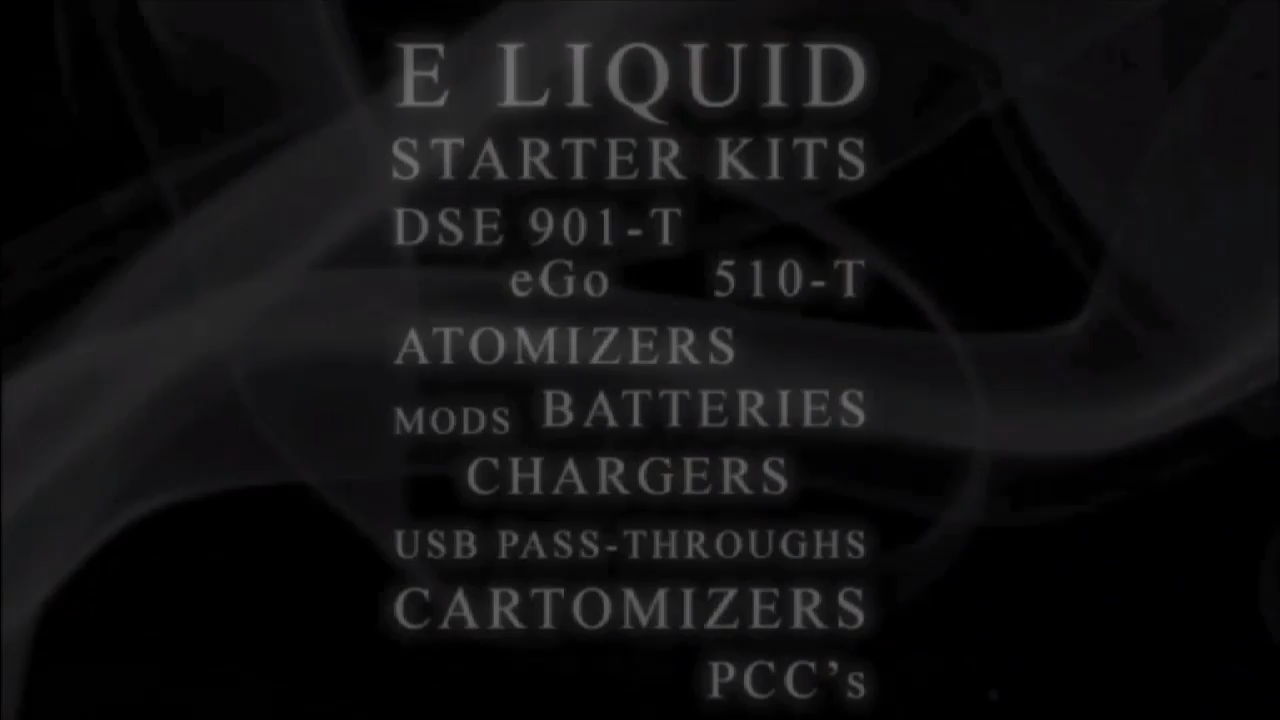 E LIQUID
STARTER KITS
DSE 901-T
eGo 510-T
ATOMIZERS
MODS BATTERIES
CHARGERS
USB PASS-THROUGHS
CARTOMIZERS
PCC's